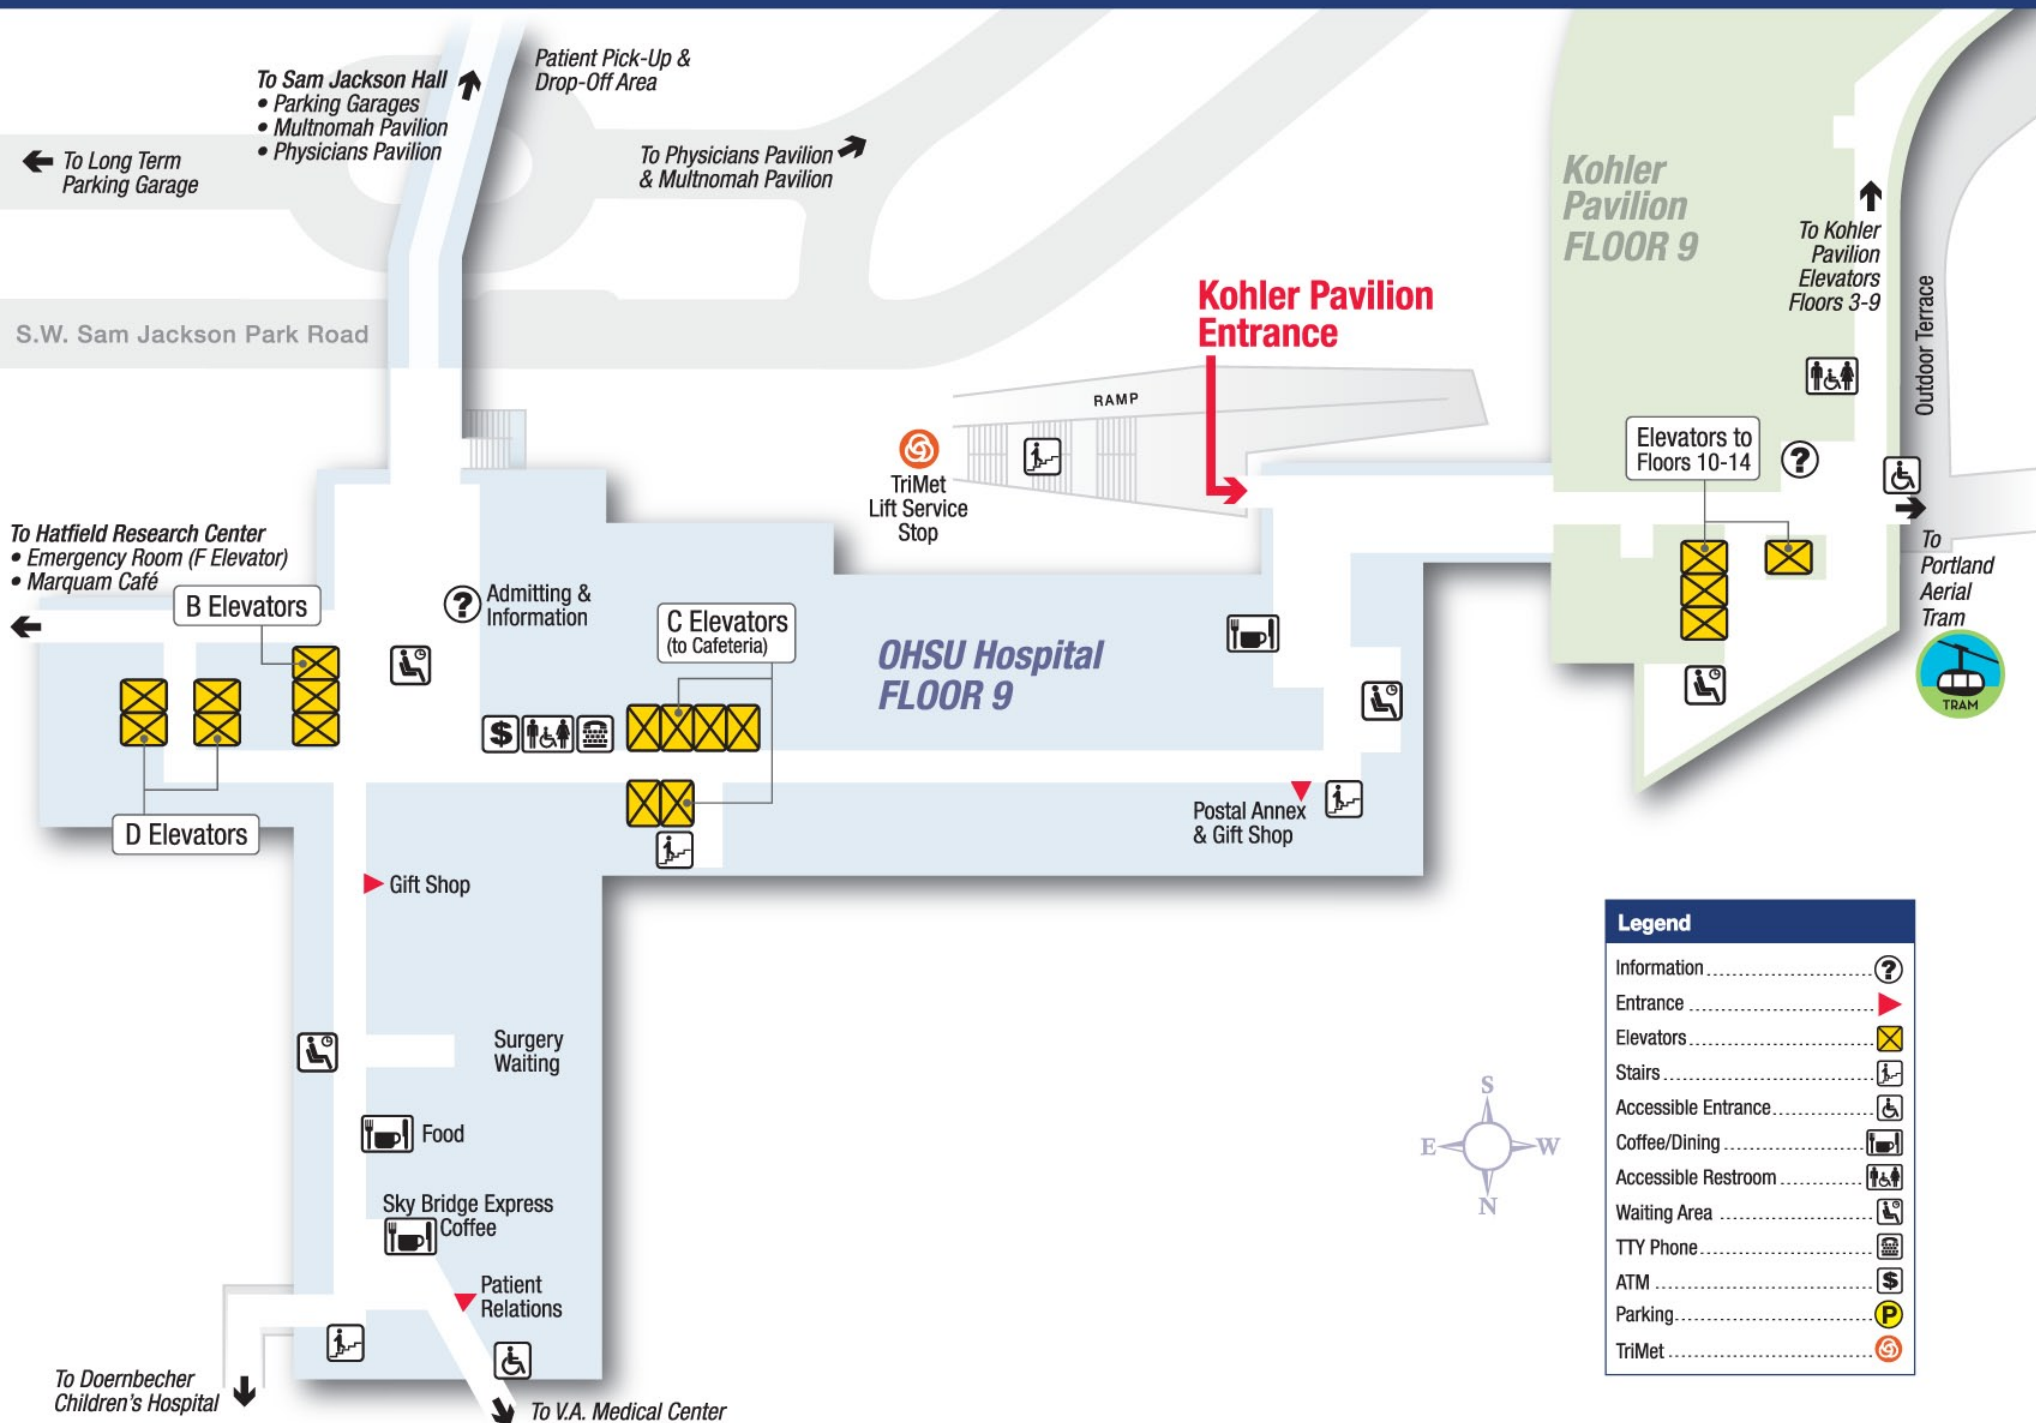 Patient Pick-Up &
Drop-Off Area
To Sam Jackson Hall
• Parking Garages
• Multnomah Pavilion
• Physicians Pavilion
To Long Term
Parking Garage
To Physicians Pavilion
& Multnomah Pavilion
Kohler
Pavilion
FLOOR 9
To Kohler
Pavilion
Elevators
Floors 3-9
Outdoor Terrace
S.W. Sam Jackson Park Road
Kohler Pavilion
Entrance
RAMP
TriMet
Lift Service
Stop
Elevators to
Floors 10-14
?
To
Portland
Aerial
Tram
TRAM
To Hatfield Research Center
• Emergency Room (F Elevator)
• Marquam Café
B Elevators
?
Admitting &
Information
C Elevators
(to Cafeteria)
OHSU Hospital
FLOOR 9
$
D Elevators
Postal Annex
& Gift Shop
Gift Shop
Surgery
Waiting
Food
Sky Bridge Express
Coffee
Patient
Relations
To Doernbecher
Children's Hospital
To V.A. Medical Center
S
E
W
N
Legend
Information ?
Entrance
Elevators
Stairs
Accessible Entrance
Coffee/Dining
Accessible Restroom
Waiting Area
TTY Phone
ATM $
Parking P
TriMet